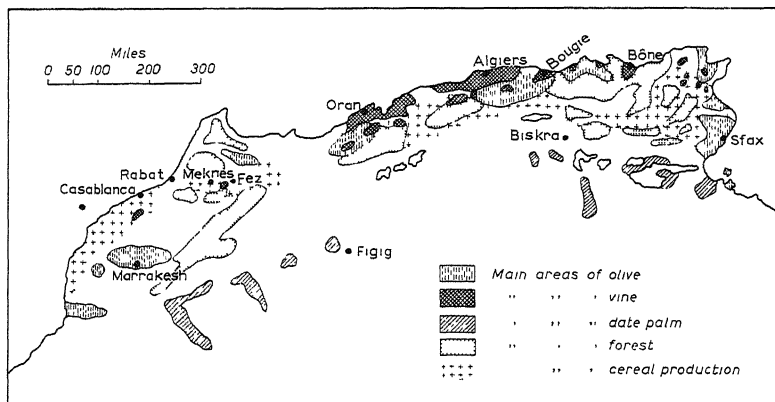 Miles
0 50 100 200 300
Algiers
Bougie
Bône
Oran
Biskra
Sfax
Rabat
Meknès
Fez
Casablanca
Figig
Marrakesh
Main areas of olive
" " " vine
" " " date palm
" " " forest
" " cereal production